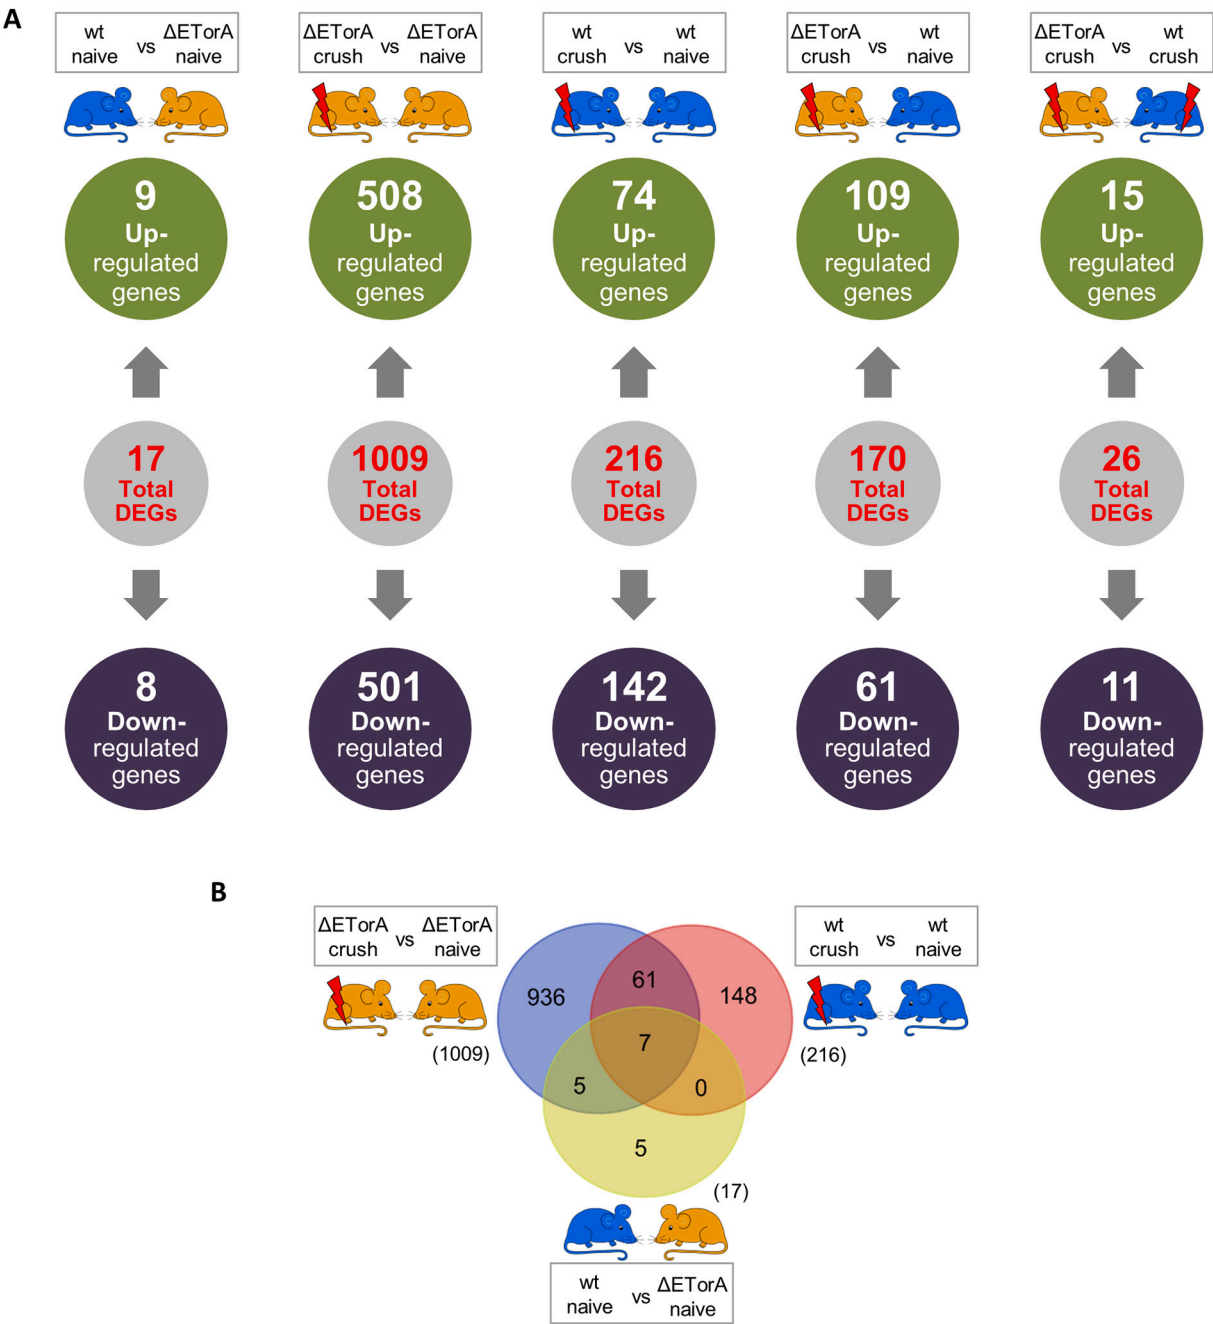 A
wt naive vs ΔETorA naive
ΔETorA crush vs ΔETorA naive
wt crush vs wt naive
ΔETorA crush vs wt naive
ΔETorA crush vs wt crush
9
Up-
regulated
genes
508
Up-
regulated
genes
74
Up-
regulated
genes
109
Up-
regulated
genes
15
Up-
regulated
genes
17
Total
DEGs
1009
Total
DEGs
216
Total
DEGs
170
Total
DEGs
26
Total
DEGs
8
Down-
regulated
genes
501
Down-
regulated
genes
142
Down-
regulated
genes
61
Down-
regulated
genes
11
Down-
regulated
genes
B
ΔETorA crush vs ΔETorA naive
(1009)
wt crush vs wt naive
(216)
936
61
148
7
5
0
5
(17)
wt naive vs ΔETorA naive